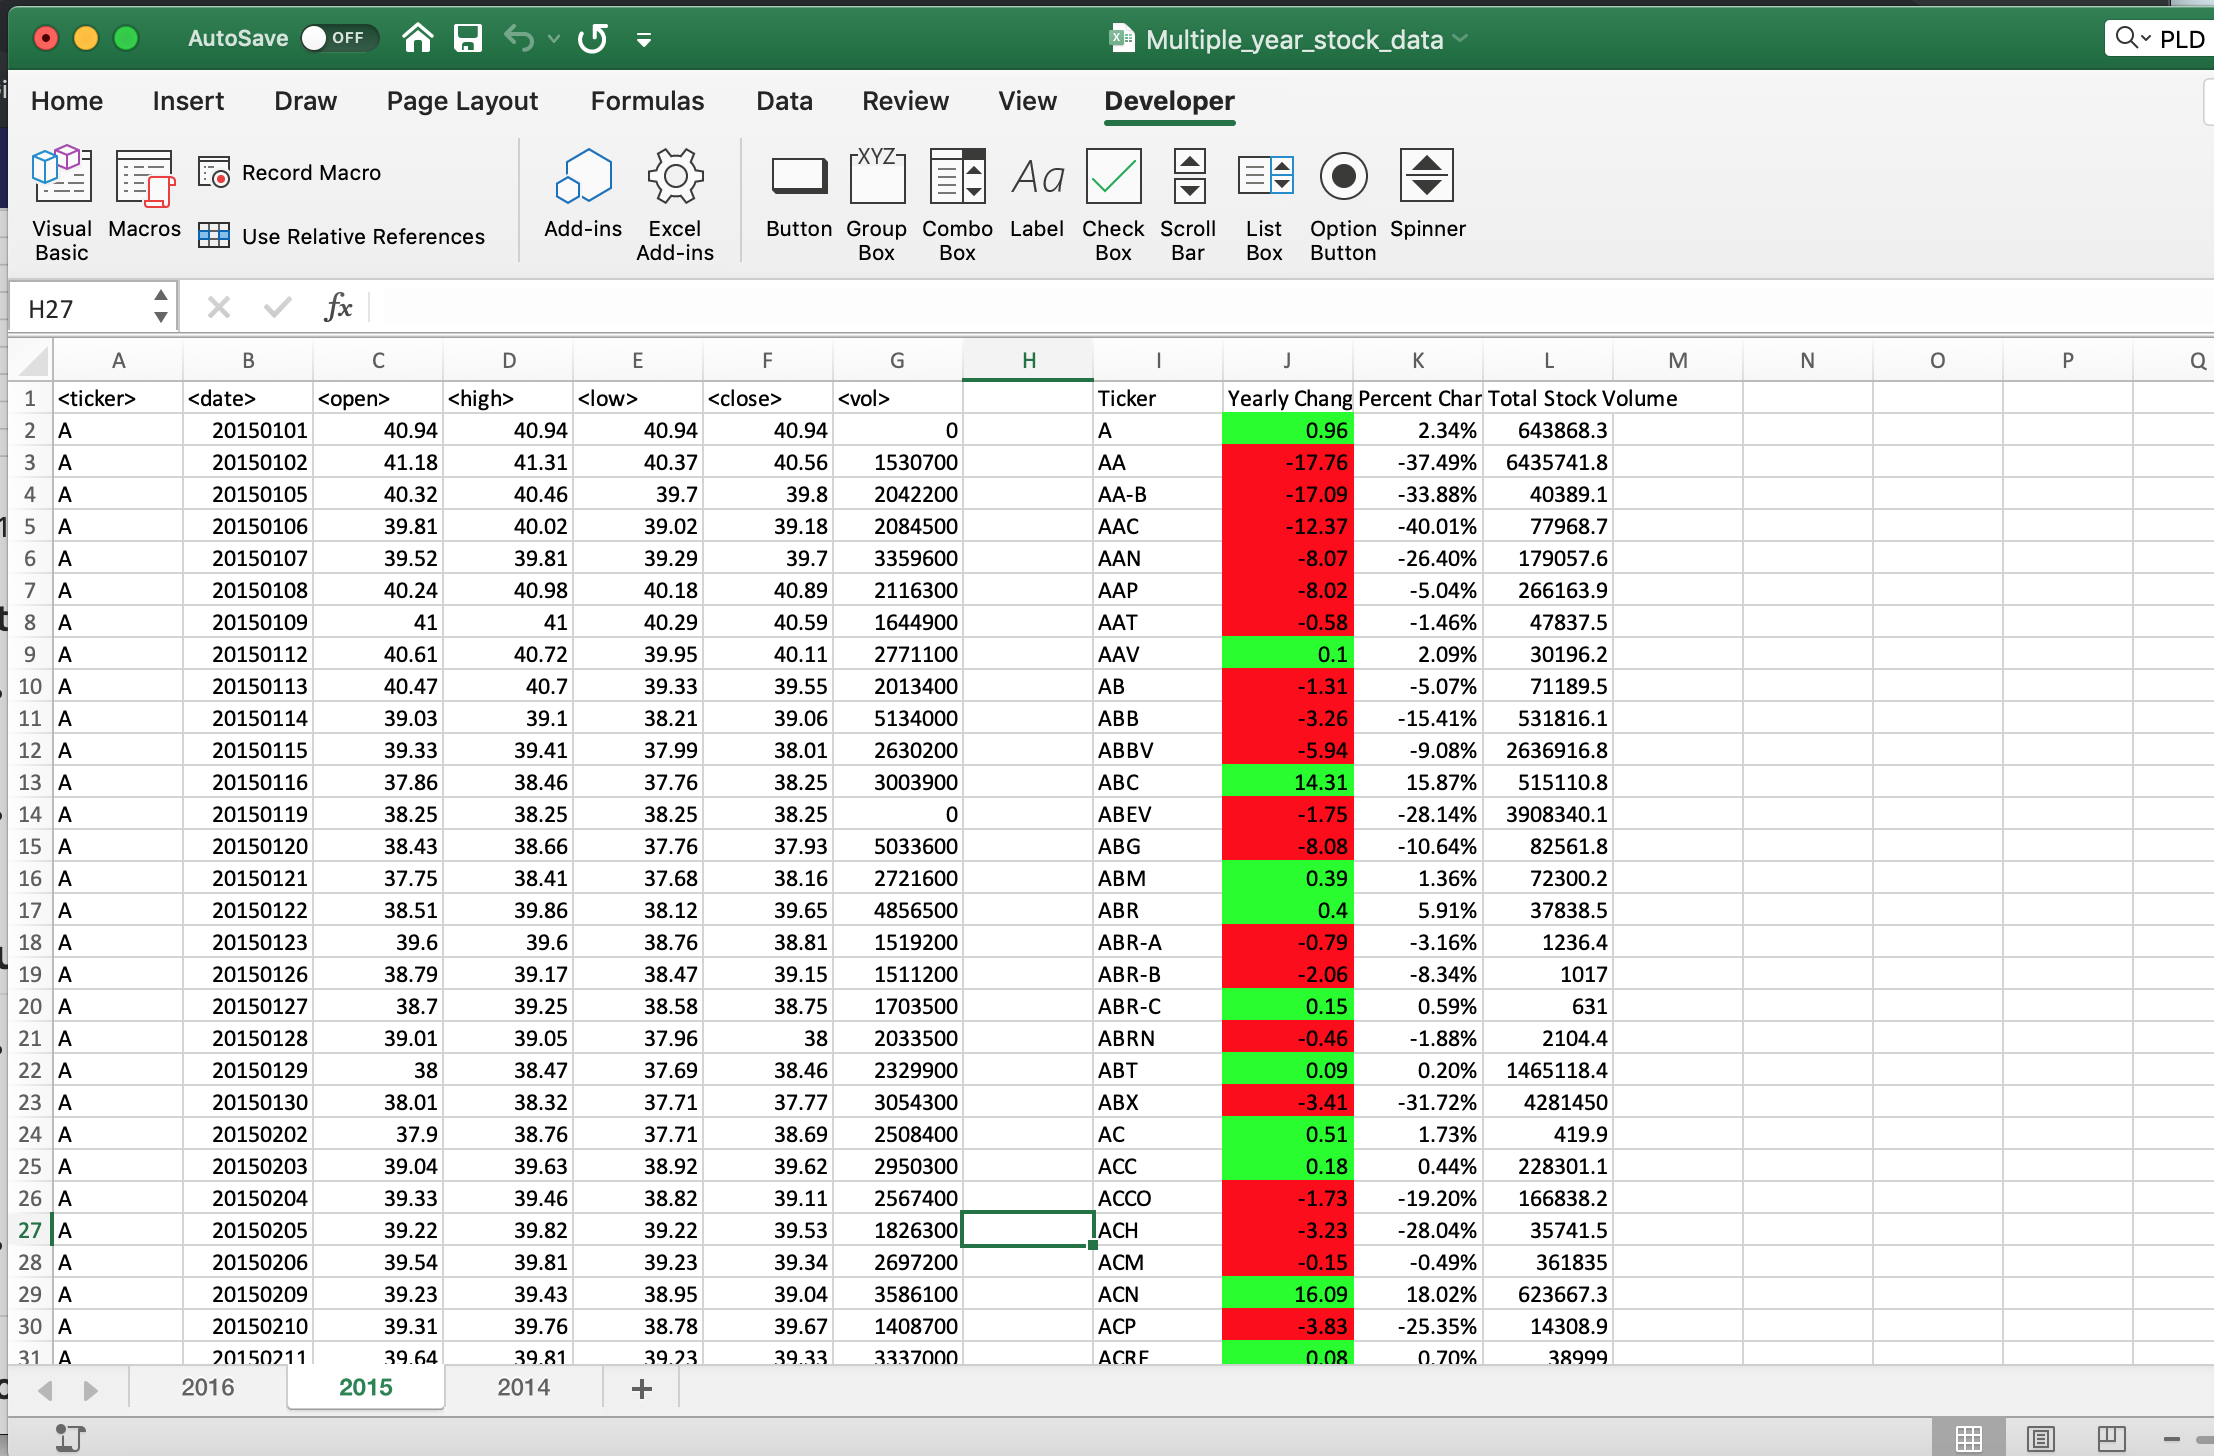 AutoSave OFF Multiple_year_stock_data PLD
Home Insert Draw Page Layout Formulas Data Review View Developer
Visual Basic Macros Record Macro Use Relative References Add-ins Excel Add-ins Button XYZ Group Box Combo Box Aa Label Check Box Scroll Bar List Box Option Button Spinner
H27 fx
A B C D E F G H I J K L M N O P Q
1 <ticker> <date> <open> <high> <low> <close> <vol> Ticker Yearly Chang Percent Char Total Stock Volume
2 A 20150101 40.94 40.94 40.94 40.94 0 A 0.96 2.34% 643868.3
3 A 20150102 41.18 41.31 40.37 40.56 1530700 AA -17.76 -37.49% 6435741.8
4 A 20150105 40.32 40.46 39.7 39.8 2042200 AA-B -17.09 -33.88% 40389.1
5 A 20150106 39.81 40.02 39.02 39.18 2084500 AAC -12.37 -40.01% 77968.7
6 A 20150107 39.52 39.81 39.29 39.7 3359600 AAN -8.07 -26.40% 179057.6
7 A 20150108 40.24 40.98 40.18 40.89 2116300 AAP -8.02 -5.04% 266163.9
8 A 20150109 41 41 40.29 40.59 1644900 AAT -0.58 -1.46% 47837.5
9 A 20150112 40.61 40.72 39.95 40.11 2771100 AAV 0.1 2.09% 30196.2
10 A 20150113 40.47 40.7 39.33 39.55 2013400 AB -1.31 -5.07% 71189.5
11 A 20150114 39.03 39.1 38.21 39.06 5134000 ABB -3.26 -15.41% 531816.1
12 A 20150115 39.33 39.41 37.99 38.01 2630200 ABBV -5.94 -9.08% 2636916.8
13 A 20150116 37.86 38.46 37.76 38.25 3003900 ABC 14.31 15.87% 515110.8
14 A 20150119 38.25 38.25 38.25 38.25 0 ABEV -1.75 -28.14% 3908340.1
15 A 20150120 38.43 38.66 37.76 37.93 5033600 ABG -8.08 -10.64% 82561.8
16 A 20150121 37.75 38.41 37.68 38.16 2721600 ABM 0.39 1.36% 72300.2
17 A 20150122 38.51 39.86 38.12 39.65 4856500 ABR 0.4 5.91% 37838.5
18 A 20150123 39.6 39.6 38.76 38.81 1519200 ABR-A -0.79 -3.16% 1236.4
19 A 20150126 38.79 39.17 38.47 39.15 1511200 ABR-B -2.06 -8.34% 1017
20 A 20150127 38.7 39.25 38.58 38.75 1703500 ABR-C 0.15 0.59% 631
21 A 20150128 39.01 39.05 37.96 38 2033500 ABRN -0.46 -1.88% 2104.4
22 A 20150129 38 38.47 37.69 38.46 2329900 ABT 0.09 0.20% 1465118.4
23 A 20150130 38.01 38.32 37.71 37.77 3054300 ABX -3.41 -31.72% 4281450
24 A 20150202 37.9 38.76 37.71 38.69 2508400 AC 0.51 1.73% 419.9
25 A 20150203 39.04 39.63 38.92 39.62 2950300 ACC 0.18 0.44% 228301.1
26 A 20150204 39.33 39.46 38.82 39.11 2567400 ACCO -1.73 -19.20% 166838.2
27 A 20150205 39.22 39.82 39.22 39.53 1826300 ACH -3.23 -28.04% 35741.5
28 A 20150206 39.54 39.81 39.23 39.34 2697200 ACM -0.15 -0.49% 361835
29 A 20150209 39.23 39.43 38.95 39.04 3586100 ACN 16.09 18.02% 623667.3
30 A 20150210 39.31 39.76 38.78 39.67 1408700 ACP -3.83 -25.35% 14308.9
31 A 20150211 39.64 39.81 39.23 39.33 3337000 ACRE 0.08 0.70% 38999
2016 2015 2014 +